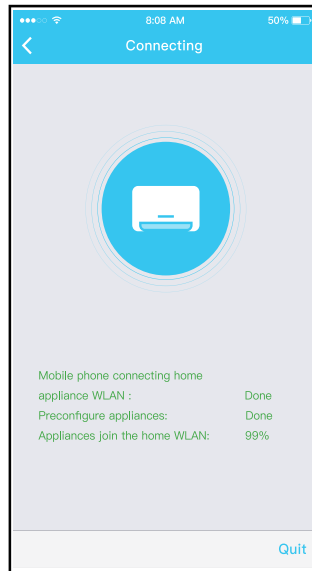 8:08 AM 50%
Connecting
Mobile phone connecting home
appliance WLAN : Done
Preconfigure appliances: Done
Appliances join the home WLAN: 99%
Quit